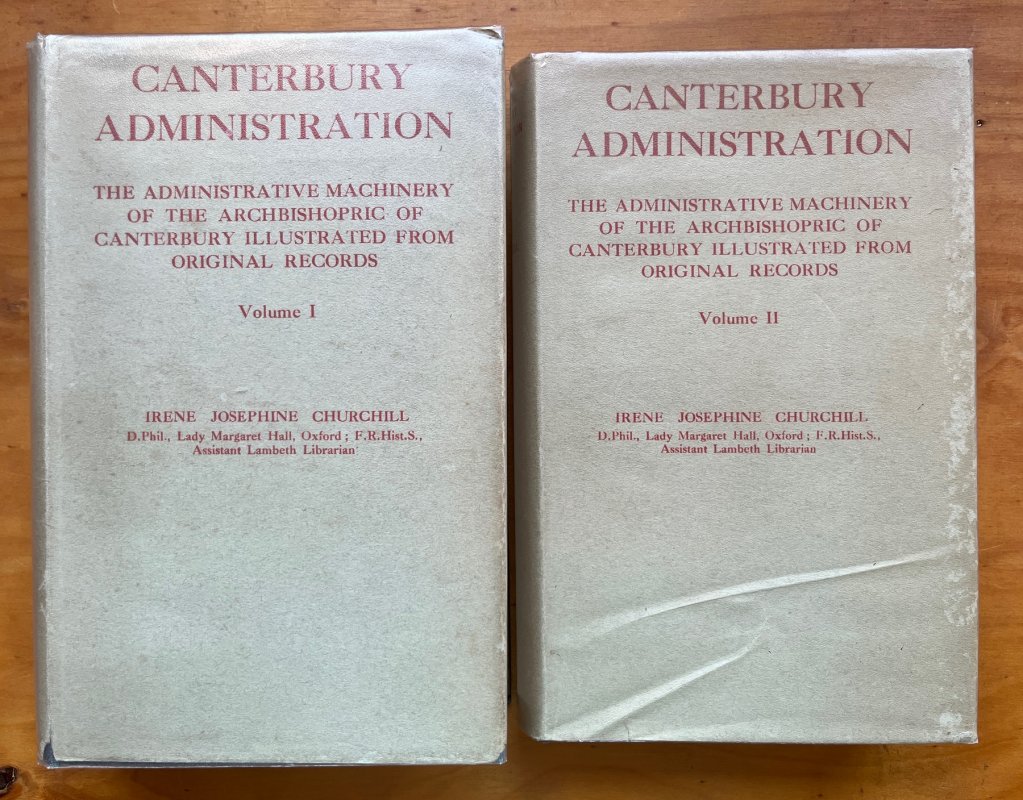 CANTERBURY
ADMINISTRATION
THE ADMINISTRATIVE MACHINERY
OF THE ARCHBISHOPRIC OF
CANTERBURY ILLUSTRATED FROM
ORIGINAL RECORDS
Volume I
IRENE JOSEPHINE CHURCHILL
D.Phil., Lady Margaret Hall, Oxford ; F.R.Hist.S.,
Assistant Lambeth Librarian
CANTERBURY
ADMINISTRATION
THE ADMINISTRATIVE MACHINERY
OF THE ARCHBISHOPRIC OF
CANTERBURY ILLUSTRATED FROM
ORIGINAL RECORDS
Volume II
IRENE JOSEPHINE CHURCHILL
D.Phil., Lady Margaret Hall, Oxford ; F.R.Hist.S.,
Assistant Lambeth Librarian